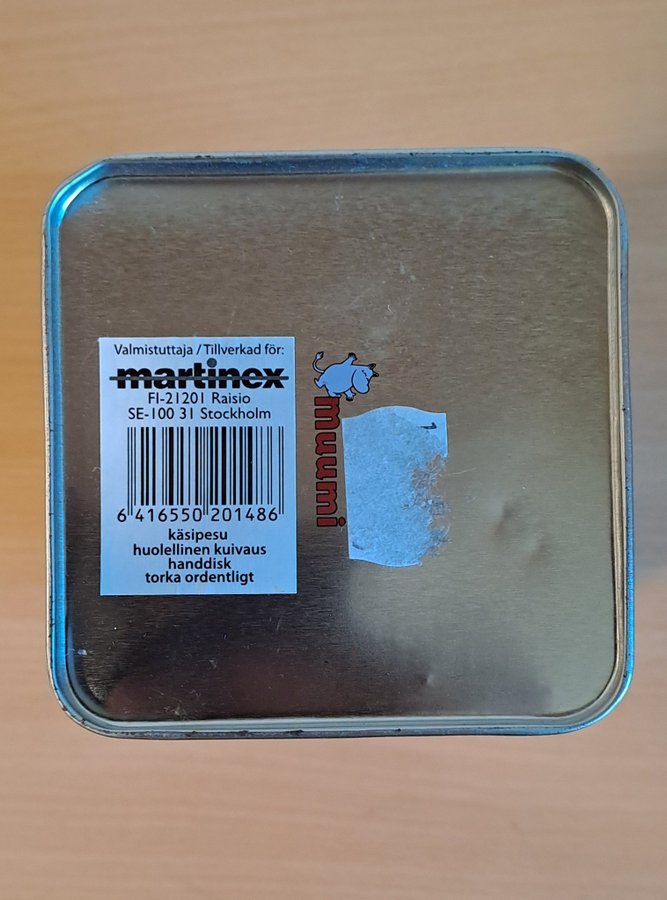 Valmistuttaja / Tillverkad för:
martinex
FI-21201 Raisio
SE-100 31 Stockholm
6 416550 201486
käsipesu
huolellinen kuivaus
handdisk
torka ordentligt
muumi